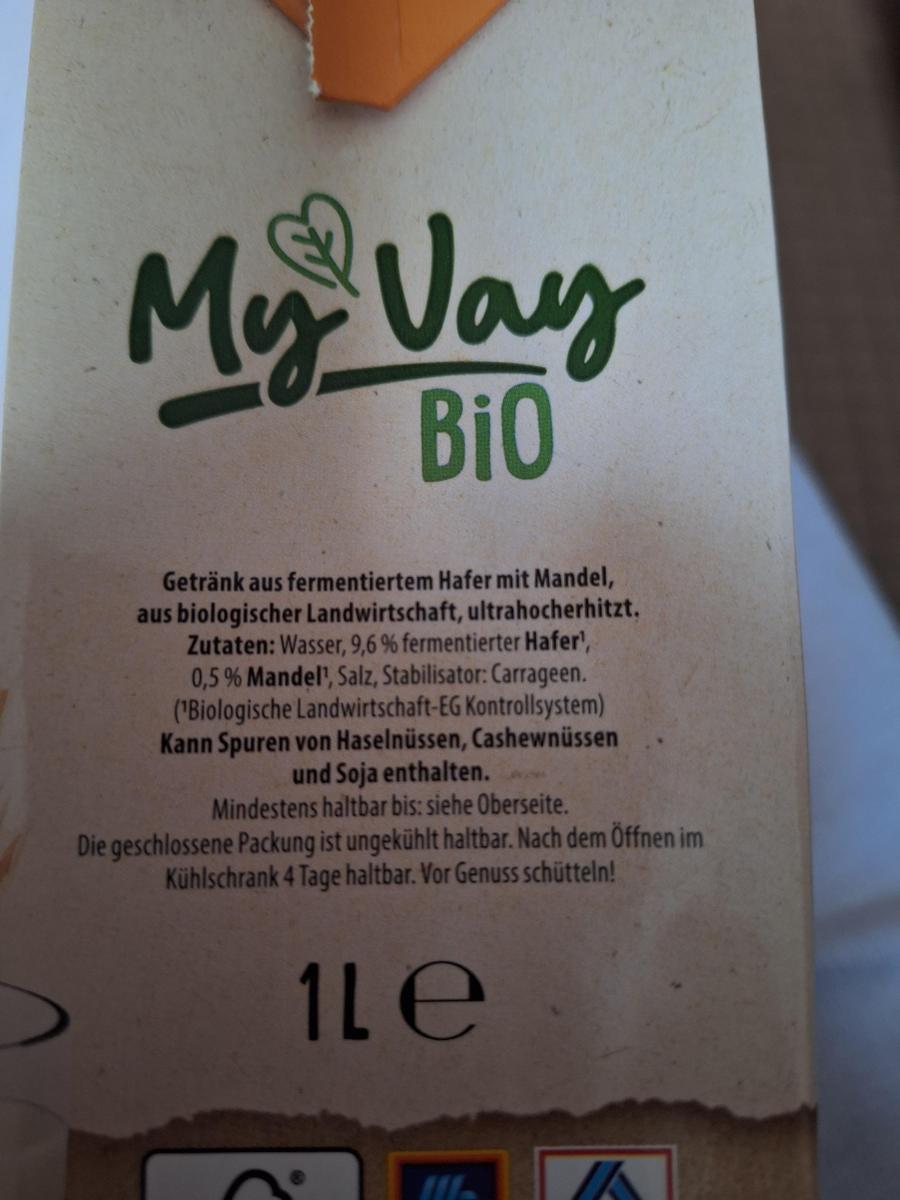 My Vay
BiO
Getränk aus fermentiertem Hafer mit Mandel,
aus biologischer Landwirtschaft, ultrahocherhitzt.
Zutaten: Wasser, 9,6 % fermentierter Hafer¹,
0,5 % Mandel¹, Salz, Stabilisator: Carrageen.
(¹Biologische Landwirtschaft-EG Kontrollsystem)
Kann Spuren von Haselnüssen, Cashewnüssen
und Soja enthalten.
Mindestens haltbar bis: siehe Oberseite.
Die geschlossene Packung ist ungekühlt haltbar. Nach dem Öffnen im
Kühlschrank 4 Tage haltbar. Vor Genuss schütteln!
1L ℮
®